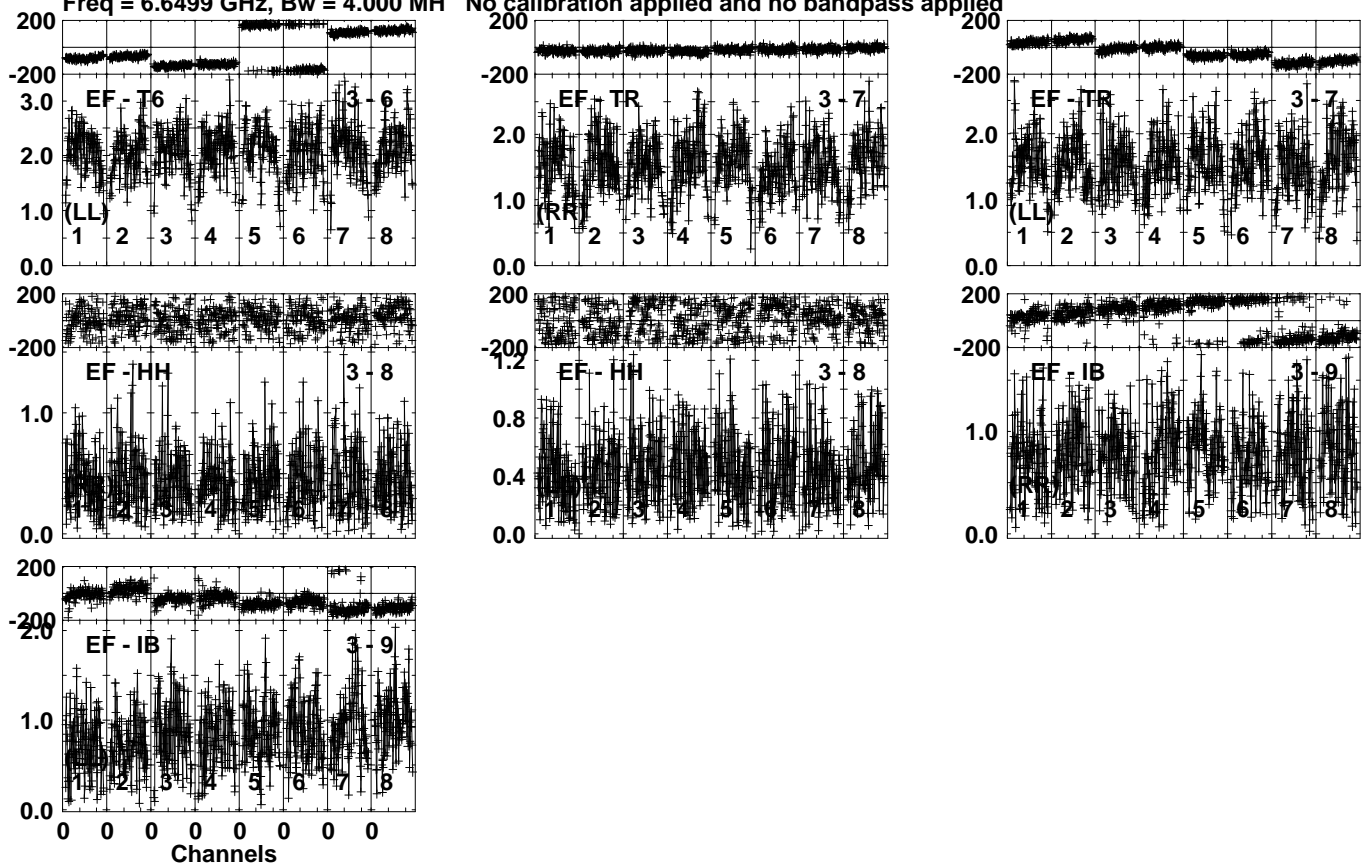 Freq = 6.6499 GHz, Bw = 4.000 MH No calibration applied and no bandpass applied
200
-200
EF - T6 3 - 6
3.0
2.0
1.0
0.0
(LL)
1 2 3 4 5 6 7 8
EF - TR 3 - 7
2.0
1.0
0.0
(RR)
1 2 3 4 5 6 7 8
200
-200
EF - TR 3 - 7
2.0
1.0
0.0
(LL)
1 2 3 4 5 6 7 8
200
-200
EF - HH 3 - 8
1.0
0.0
1 2 3 4 5 6 7 8
200
-200
1.2
EF - HH 3 - 8
0.8
0.4
0.0
1 2 3 4 5 6 7 8
200
-200
EF - IB 3 - 9
1.0
0.0
(RR)
1 2 3 4 5 6 7 8
200
-200
2.0
EF - IB 3 - 9
1.0
0.0
(LL)
1 2 3 4 5 6 7 8
0 0 0 0 0 0 0 0
Channels